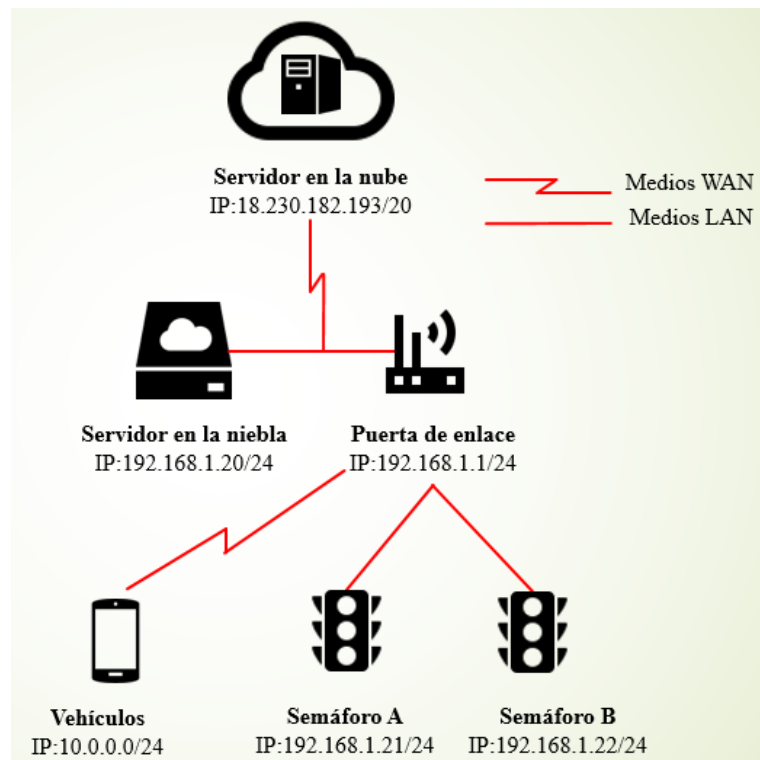 Servidor en la nube
IP:18.230.182.193/20
Medios WAN
Medios LAN
Servidor en la niebla
IP:192.168.1.20/24
Puerta de enlace
IP:192.168.1.1/24
Vehículos
IP:10.0.0.0/24
Semáforo A
IP:192.168.1.21/24
Semáforo B
IP:192.168.1.22/24